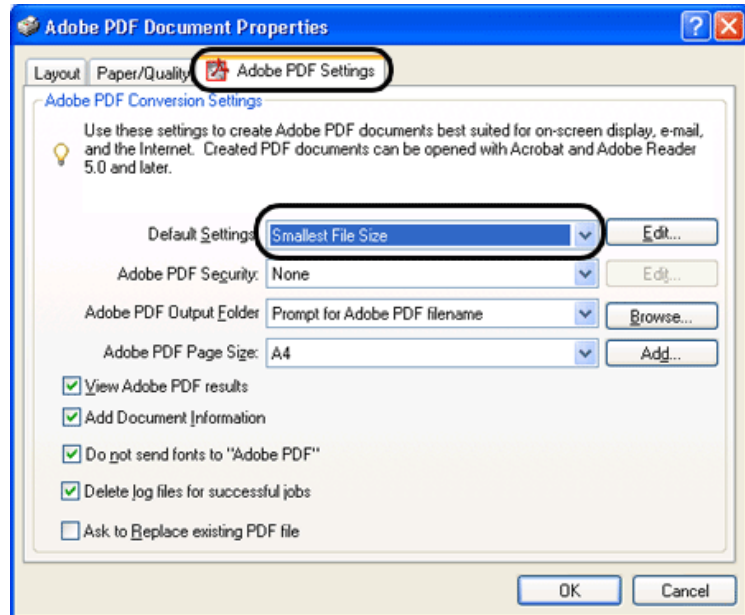 Adobe PDF Document Properties
Layout Paper/Quality Adobe PDF Settings
Adobe PDF Conversion Settings
Use these settings to create Adobe PDF documents best suited for on-screen display, e-mail,
and the Internet. Created PDF documents can be opened with Acrobat and Adobe Reader
5.0 and later.
Default Settings Smallest File Size Edit...
Adobe PDF Security: None Edit...
Adobe PDF Output Folder Prompt for Adobe PDF filename Browse...
Adobe PDF Page Size: A4 Add...
View Adobe PDF results
Add Document Information
Do not send fonts to "Adobe PDF"
Delete log files for successful jobs
Ask to Replace existing PDF file
OK Cancel